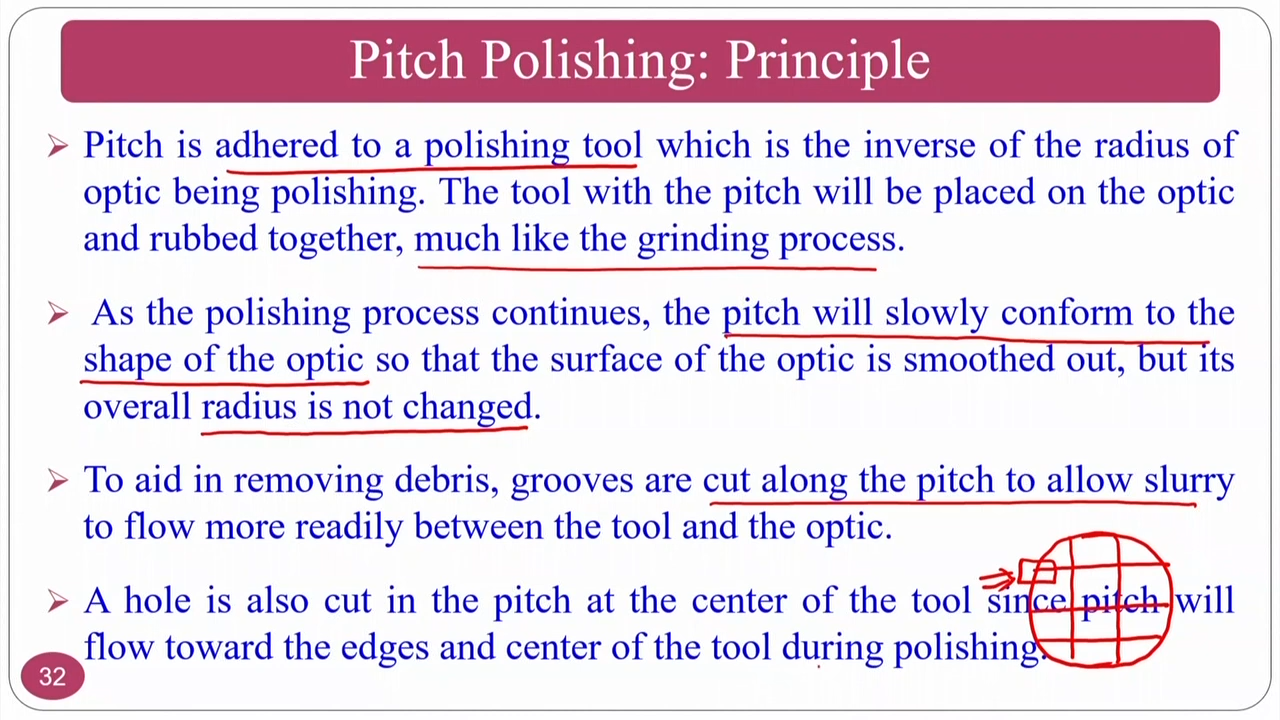 Pitch Polishing: Principle
➢ Pitch is adhered to a polishing tool which is the inverse of the radius of
optic being polishing. The tool with the pitch will be placed on the optic
and rubbed together, much like the grinding process.
➢ As the polishing process continues, the pitch will slowly conform to the
shape of the optic so that the surface of the optic is smoothed out, but its
overall radius is not changed.
➢ To aid in removing debris, grooves are cut along the pitch to allow slurry
to flow more readily between the tool and the optic.
➢ A hole is also cut in the pitch at the center of the tool since pitch will
flow toward the edges and center of the tool during polishing.
32